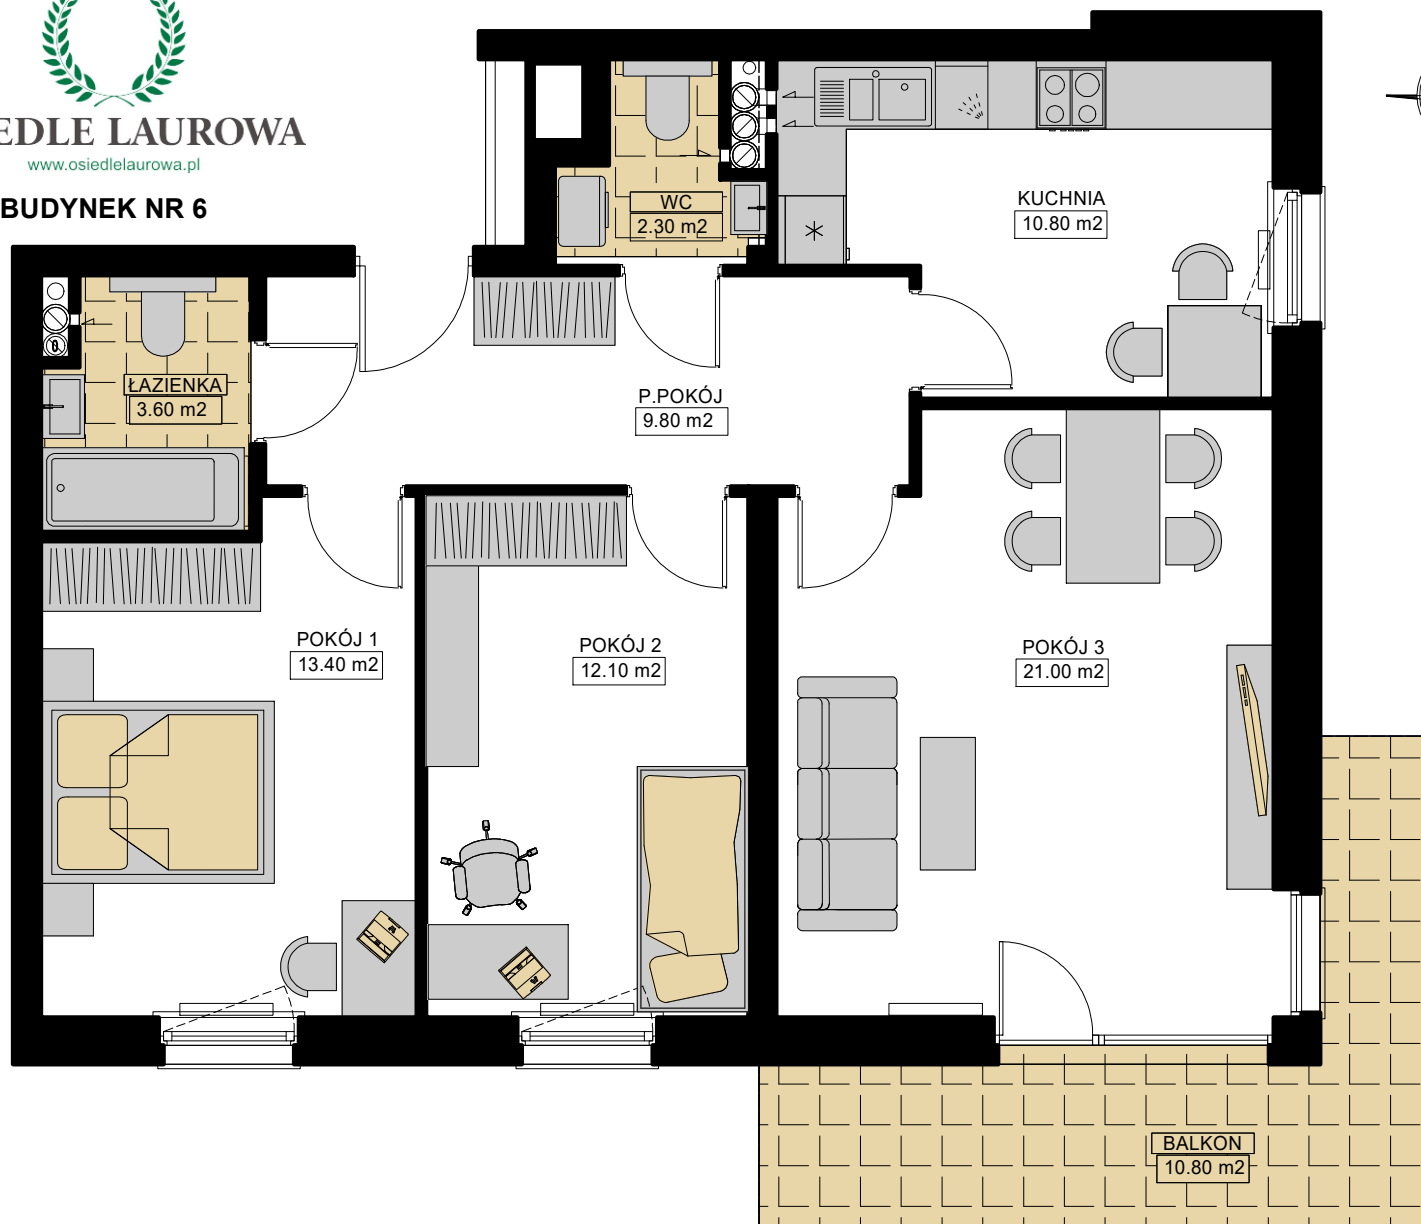 EDLE LAUROWA
www.osiedlelaurowa.pl
BUDYNEK NR 6
WC
2.30 m2
KUCHNIA
10.80 m2
ŁAZIENKA
3.60 m2
P.POKÓJ
9.80 m2
POKÓJ 1
13.40 m2
POKÓJ 2
12.10 m2
POKÓJ 3
21.00 m2
BALKON
10.80 m2